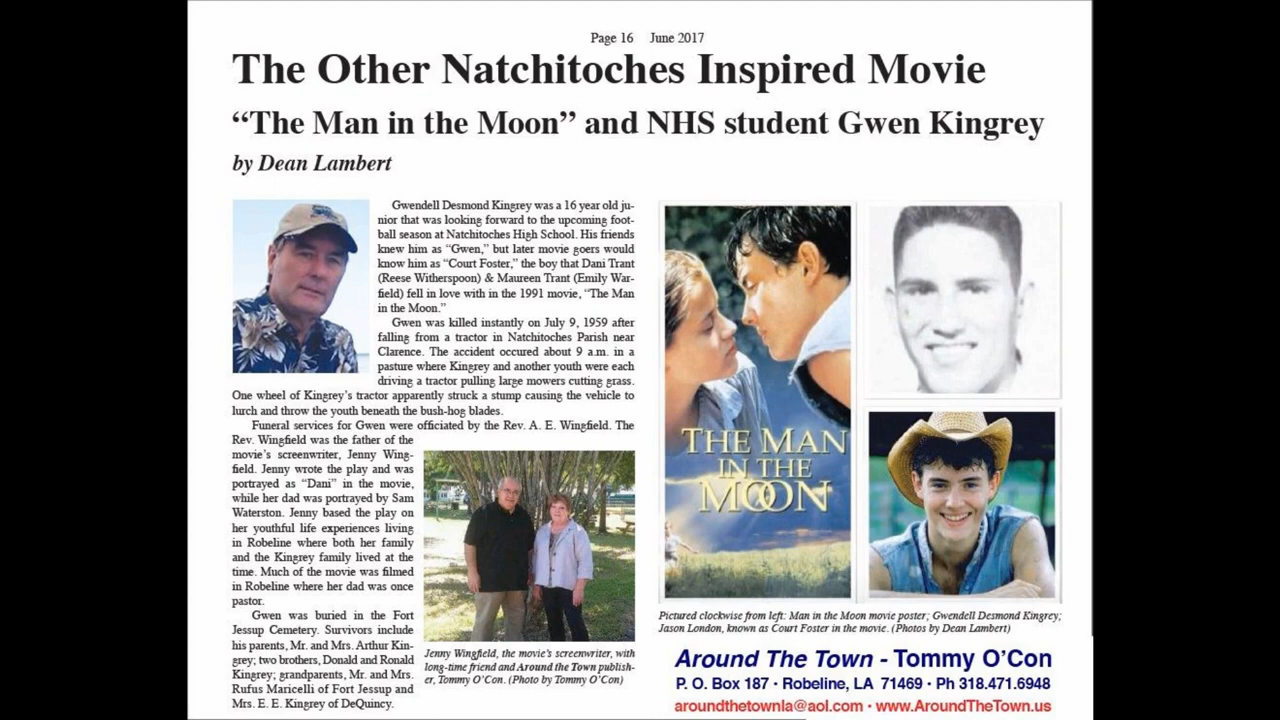 Page 16 June 2017
The Other Natchitoches Inspired Movie
“The Man in the Moon” and NHS student Gwen Kingrey
by Dean Lambert
Gwendell Desmond Kingrey was a 16 year old ju-
nior that was looking forward to the upcoming foot-
ball season at Natchitoches High School. His friends
knew him as “Gwen,” but later movie goers would
know him as “Court Foster,” the boy that Dani Trant
(Reese Witherspoon) & Maureen Trant (Emily War-
field) fell in love with in the 1991 movie, “The Man
in the Moon.”
Gwen was killed instantly on July 9, 1959 after
falling from a tractor in Natchitoches Parish near
Clarence. The accident occured about 9 a.m. in a
pasture where Kingrey and another youth were each
driving a tractor pulling large mowers cutting grass.
One wheel of Kingrey’s tractor apparently struck a stump causing the vehicle to
lurch and throw the youth beneath the bush-hog blades.
Funeral services for Gwen were officiated by the Rev. A. E. Wingfield. The
Rev. Wingfield was the father of the
movie’s screenwriter, Jenny Wing-
field. Jenny wrote the play and was
portrayed as “Dani” in the movie,
while her dad was portrayed by Sam
Waterston. Jenny based the play on
her youthful life experiences living
in Robeline where both her family
and the Kingrey family lived at the
time. Much of the movie was filmed
in Robeline where her dad was once
pastor.
Gwen was buried in the Fort
Jessup Cemetery. Survivors include
his parents, Mr. and Mrs. Arthur Kin-
grey; two brothers, Donald and Ronald
Kingrey; grandparents, Mr. and Mrs.
Rufus Maricelli of Fort Jessup and
Mrs. E. E. Kingrey of DeQuincy.
Jenny Wingfield, the movie’s screenwriter, with
long-time friend and Around the Town publish-
er, Tommy O’Con. (Photo by Tommy O’Con)
THE MAN
IN THE
MOON
Pictured clockwise from left: Man in the Moon movie poster; Gwendell Desmond Kingrey;
Jason London, known as Court Foster in the movie. (Photos by Dean Lambert)
Around The Town - Tommy O’Con
P. O. Box 187 · Robeline, LA 71469 · Ph 318.471.6948
aroundthetownla@aol.com · www.AroundTheTown.us